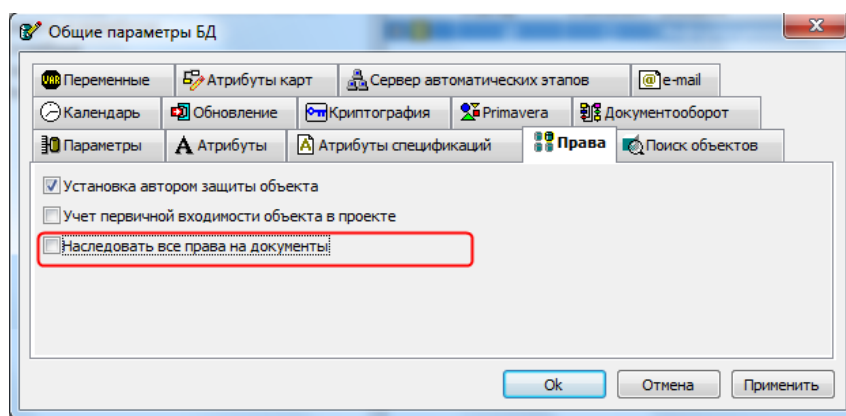 Общие параметры БД
Переменные Атрибуты карт Сервер автоматических этапов e-mail
Календарь Обновление Криптография Primavera Документооборот
Параметры Атрибуты Атрибуты спецификаций Права Поиск объектов
Установка автором защиты объекта
Учет первичной входимости объекта в проекте
Наследовать все права на документы
Ok Отмена Применить